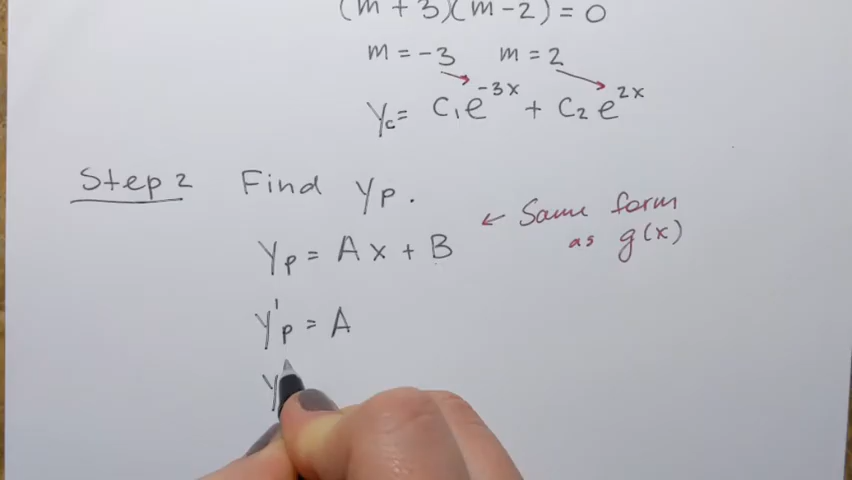 (m + 3)(m - 2) = 0
m = -3 m = 2
yc = C1e^-3x + C2e^2x
Step 2 Find yp.
yp = Ax + B ← Same form
as g(x)
y'p = A
y